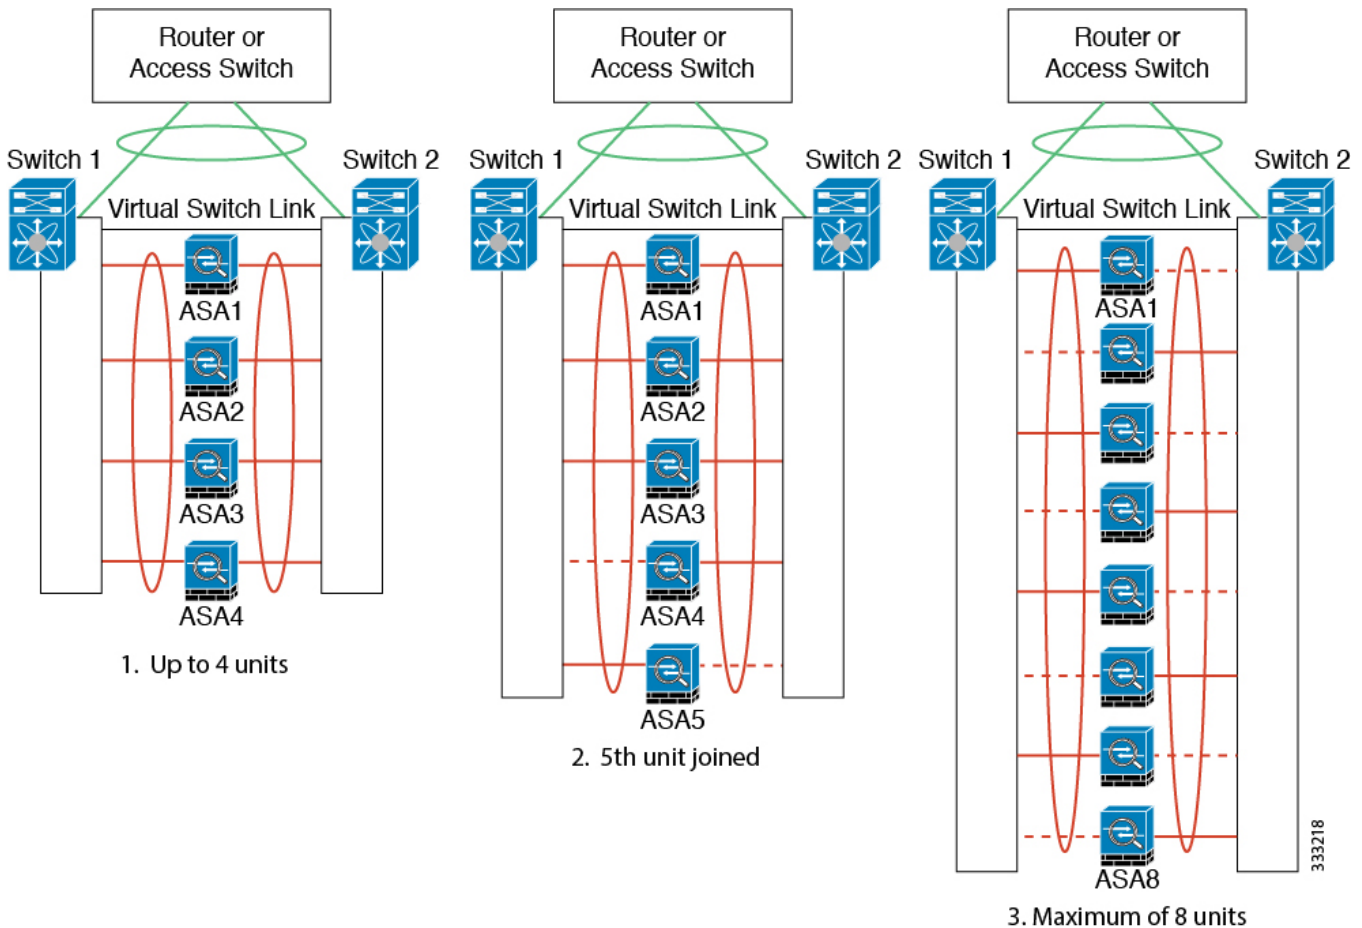 Router or
Access Switch
Switch 1
Switch 2
Virtual Switch Link
ASA1
ASA2
ASA3
ASA4
1. Up to 4 units
Router or
Access Switch
Switch 1
Switch 2
Virtual Switch Link
ASA1
ASA2
ASA3
ASA4
ASA5
2. 5th unit joined
Router or
Access Switch
Switch 1
Switch 2
Virtual Switch Link
ASA1
ASA8
3. Maximum of 8 units
333218